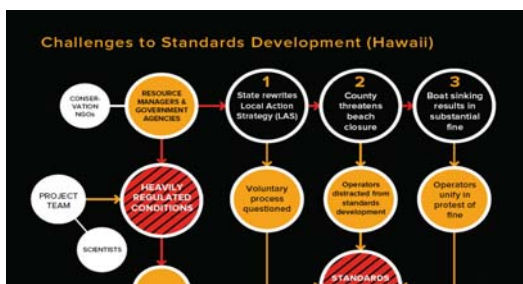 Challenges to Standards Development (Hawaii)
CONSER-
VATION
NGOs
RESOURCE
MANAGERS &
GOVERNMENT
AGENCIES
1
State rewrites
Local Action
Strategy (LAS)
2
County
threatens
beach
closure
3
Boat sinking
results in
substantial
fine
PROJECT
TEAM
HEAVILY
REGULATED
CONDITIONS
Voluntary
process
questioned
Operators
distracted from
standards
development
Operators
unify in
protest of
fine
SCIENTISTS
STANDARDS